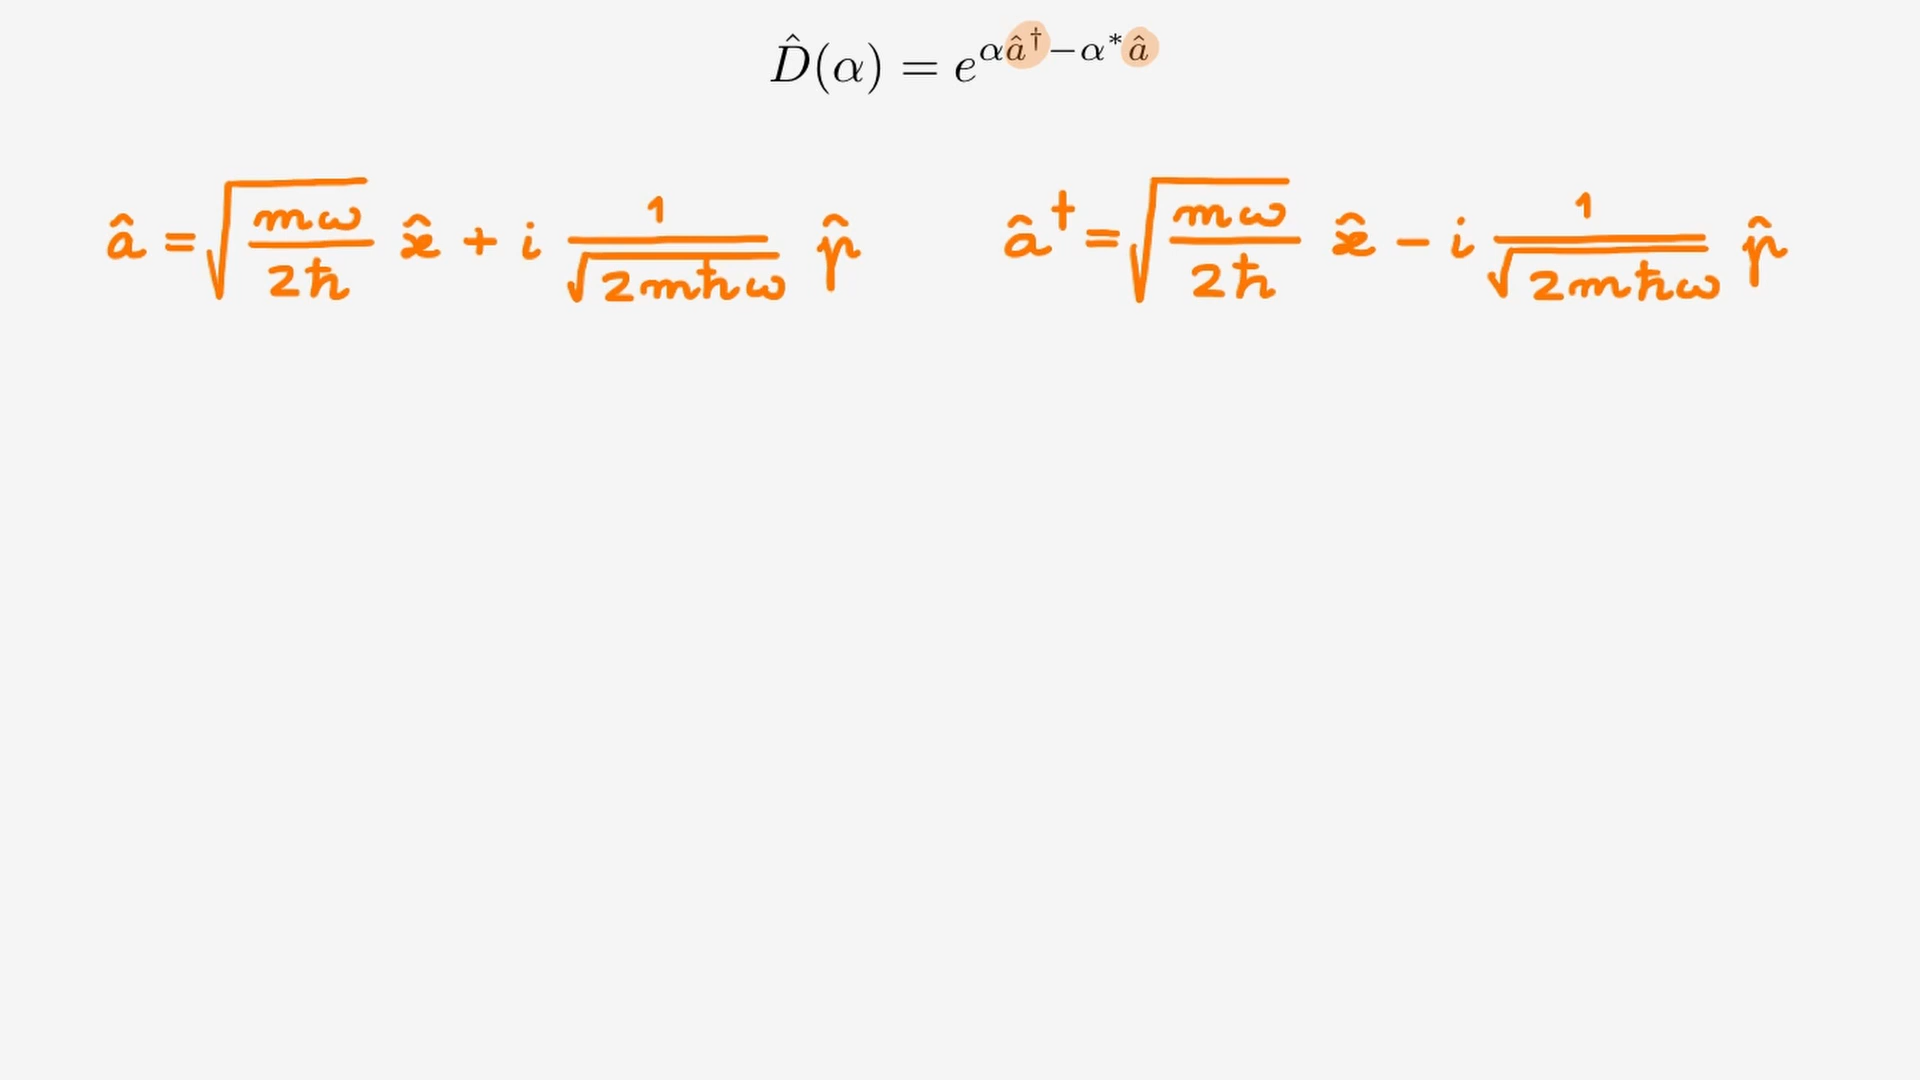 D̂(α) = e^{αâ†−α*â}
â = √(mω/2ħ) x̂ + i 1/√(2mħω) p̂
↠= √(mω/2ħ) x̂ − i 1/√(2mħω) p̂